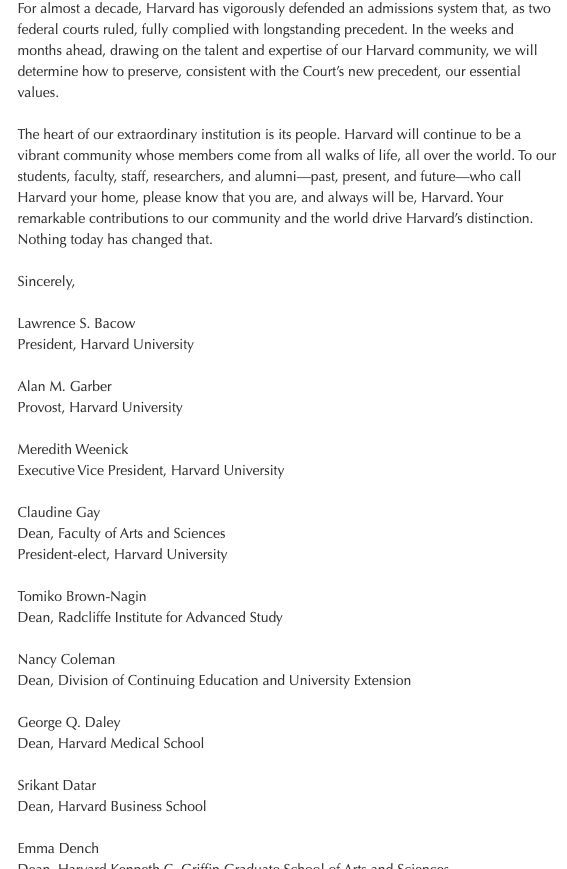 For almost a decade, Harvard has vigorously defended an admissions system that, as two
federal courts ruled, fully complied with longstanding precedent. In the weeks and
months ahead, drawing on the talent and expertise of our Harvard community, we will
determine how to preserve, consistent with the Court's new precedent, our essential
values.
The heart of our extraordinary institution is its people. Harvard will continue to be a
vibrant community whose members come from all walks of life, all over the world. To our
students, faculty, staff, researchers, and alumni—past, present, and future—who call
Harvard your home, please know that you are, and always will be, Harvard. Your
remarkable contributions to our community and the world drive Harvard's distinction.
Nothing today has changed that.
Sincerely,
Lawrence S. Bacow
President, Harvard University
Alan M. Garber
Provost, Harvard University
Meredith Weenick
Executive Vice President, Harvard University
Claudine Gay
Dean, Faculty of Arts and Sciences
President-elect, Harvard University
Tomiko Brown-Nagin
Dean, Radcliffe Institute for Advanced Study
Nancy Coleman
Dean, Division of Continuing Education and University Extension
George Q. Daley
Dean, Harvard Medical School
Srikant Datar
Dean, Harvard Business School
Emma Dench
Dean, Harvard Kenneth C. Griffin Graduate School of Arts and Sciences